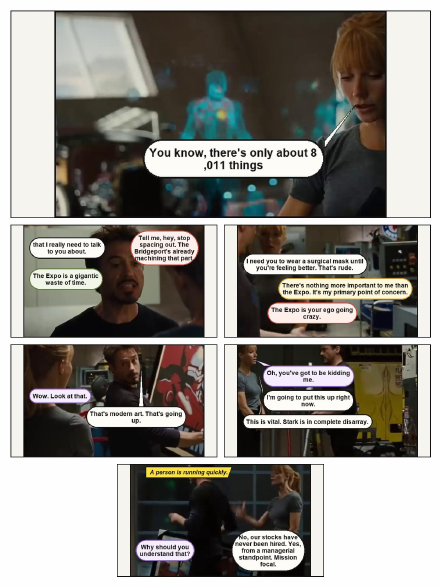 You know, there's only about 8
,011 things
that I really need to talk
to you about.
Tell me, hey, stop
spacing out. The
Bridgeport's already
machining that part.
The Expo is a gigantic
waste of time.
I need you to wear a surgical mask until
you're feeling better. That's rude.
There's nothing more important to me than
the Expo. It's my primary point of concern.
The Expo is your ego going
crazy.
Wow. Look at that.
That's modern art. That's going
up.
Oh, you've got to be kidding
me.
I'm going to put this up right
now.
This is vital. Stark is in complete disarray.
A person is running quickly.
Why should you
understand that?
No, our stocks have
never been hired. Yes,
from a managerial
standpoint. Mission
focal.